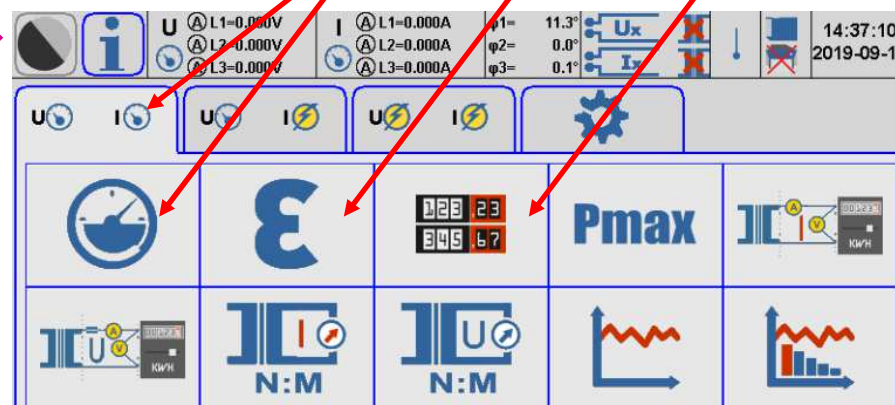 U
A L1=0.000V
A L2=0.000V
A L3=0.000V
I
A L1=0.000A
A L2=0.000A
A L3=0.000A
φ1= 11.3°
φ2= 0.0°
φ3= 0.1°
Ux
Ix
14:37:10
2019-09-1
i
U I
U I
U I
ε
123.23
345.67
Pmax
A
I
V
00123
KWH
A
U
V
00123
KWH
I
N:M
U
N:M